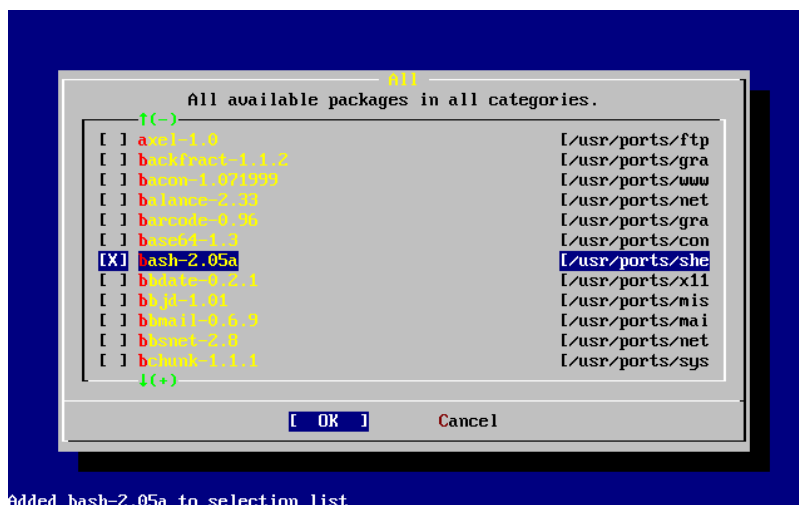 All
All available packages in all categories.
↑(-)
[ ] axel-1.0 [/usr/ports/ftp
[ ] backfract-1.1.2 [/usr/ports/gra
[ ] bacon-1.071999 [/usr/ports/www
[ ] balance-2.33 [/usr/ports/net
[ ] barcode-0.96 [/usr/ports/gra
[ ] base64-1.3 [/usr/ports/con
[X] bash-2.05a [/usr/ports/she
[ ] bbdate-0.2.1 [/usr/ports/x11
[ ] bbjd-1.01 [/usr/ports/mis
[ ] bbmail-0.6.9 [/usr/ports/mai
[ ] bbsnet-2.8 [/usr/ports/net
[ ] bchunk-1.1.1 [/usr/ports/sys
↓(+)
[ OK ] Cancel
Added bash-2.05a to selection list